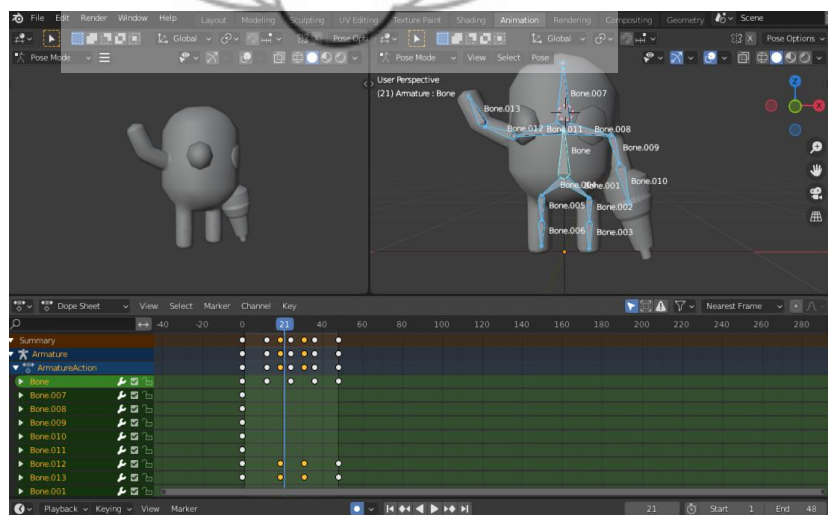 File Edit Render Window Help Layout Modeling Sculpting UV Editing Texture Paint Shading Animation Rendering Compositing Geometry Scene
Global Pose Opt Global X Pose Options
Pose Mode Pose Mode View Select Pose
User Perspective
(21) Armature : Bone
Bone.007
Bone.013
Bone.012 Bone.011 Bone.008
Bone.009
Bone
Bone.010
Bone.004 Bone.001
Bone.005 Bone.002
Bone.006 Bone.003
Z
X
Dope Sheet View Select Marker Channel Key Nearest Frame
-40 -20 0 21 40 60 80 100 120 140 160 180 200 220 240 260 280
Summary
Armature
ArmatureAction
Bone
Bone.007
Bone.008
Bone.009
Bone.010
Bone.011
Bone.012
Bone.013
Bone.001
Playback Keying View Marker 21 Start 1 End 48